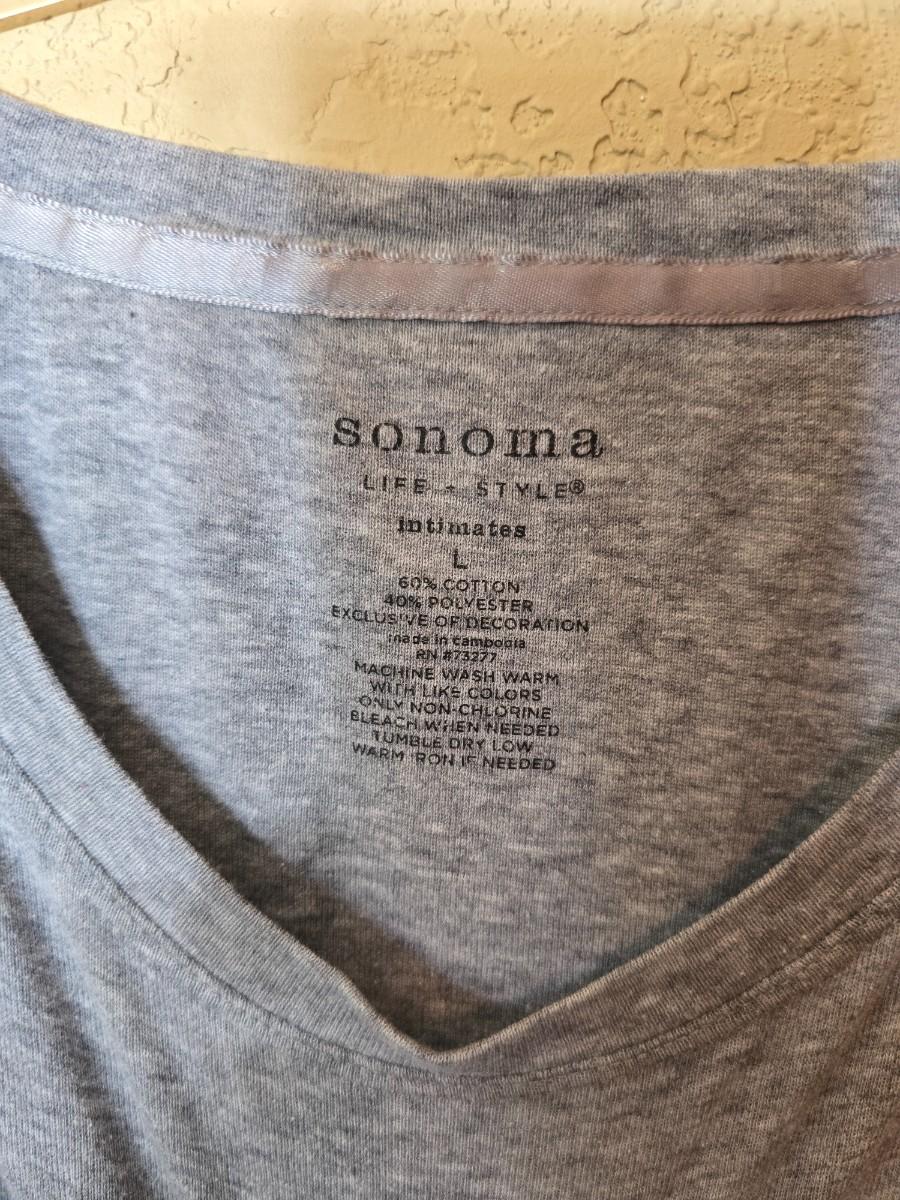 sonoma
LIFE + STYLE®
intimates
L
60% COTTON
40% POLYESTER
EXCLUSIVE OF DECORATION
made in cambodia
RN #73277
MACHINE WASH WARM
WITH LIKE COLORS
ONLY NON-CHLORINE
BLEACH WHEN NEEDED
TUMBLE DRY LOW
WARM IRON IF NEEDED